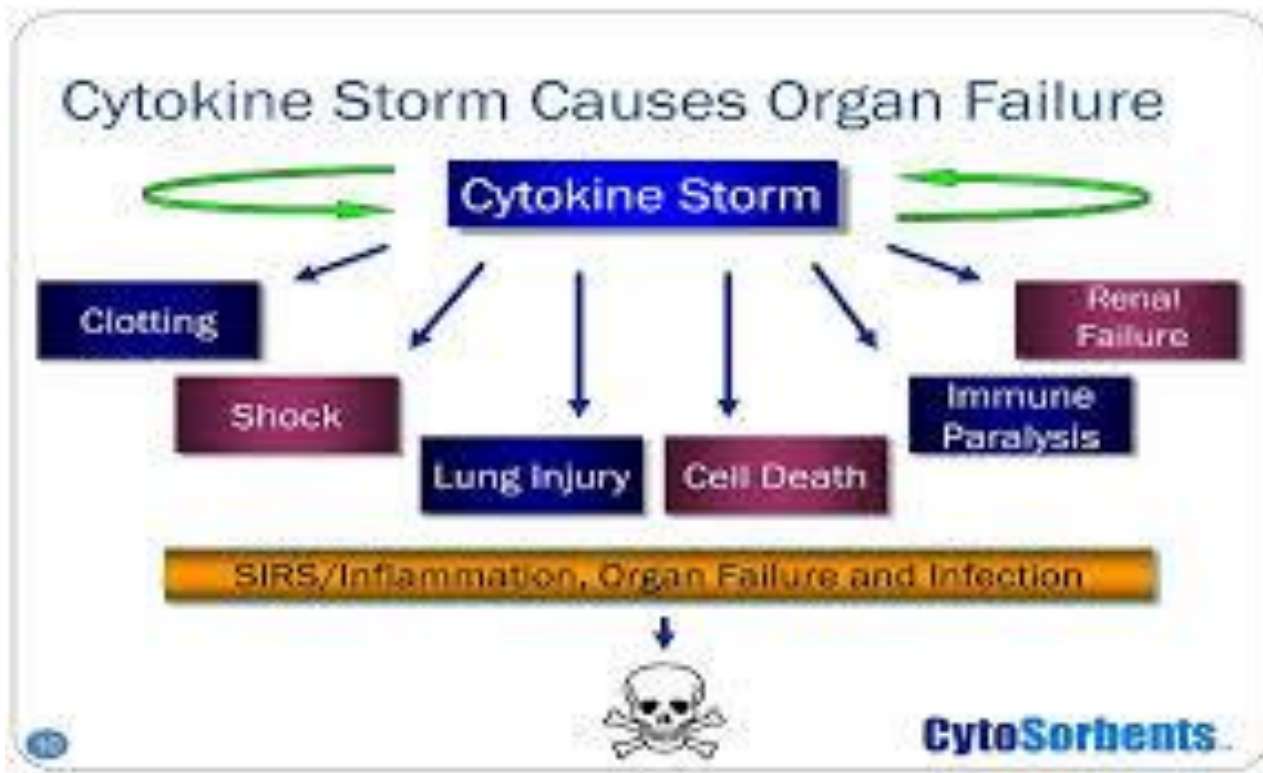 Cytokine Storm Causes Organ Failure
Cytokine Storm
Clotting
Shock
Lung Injury
Cell Death
Immune
Paralysis
Renal
Failure
SIRS/Inflammation, Organ Failure and Infection
CytoSorbents